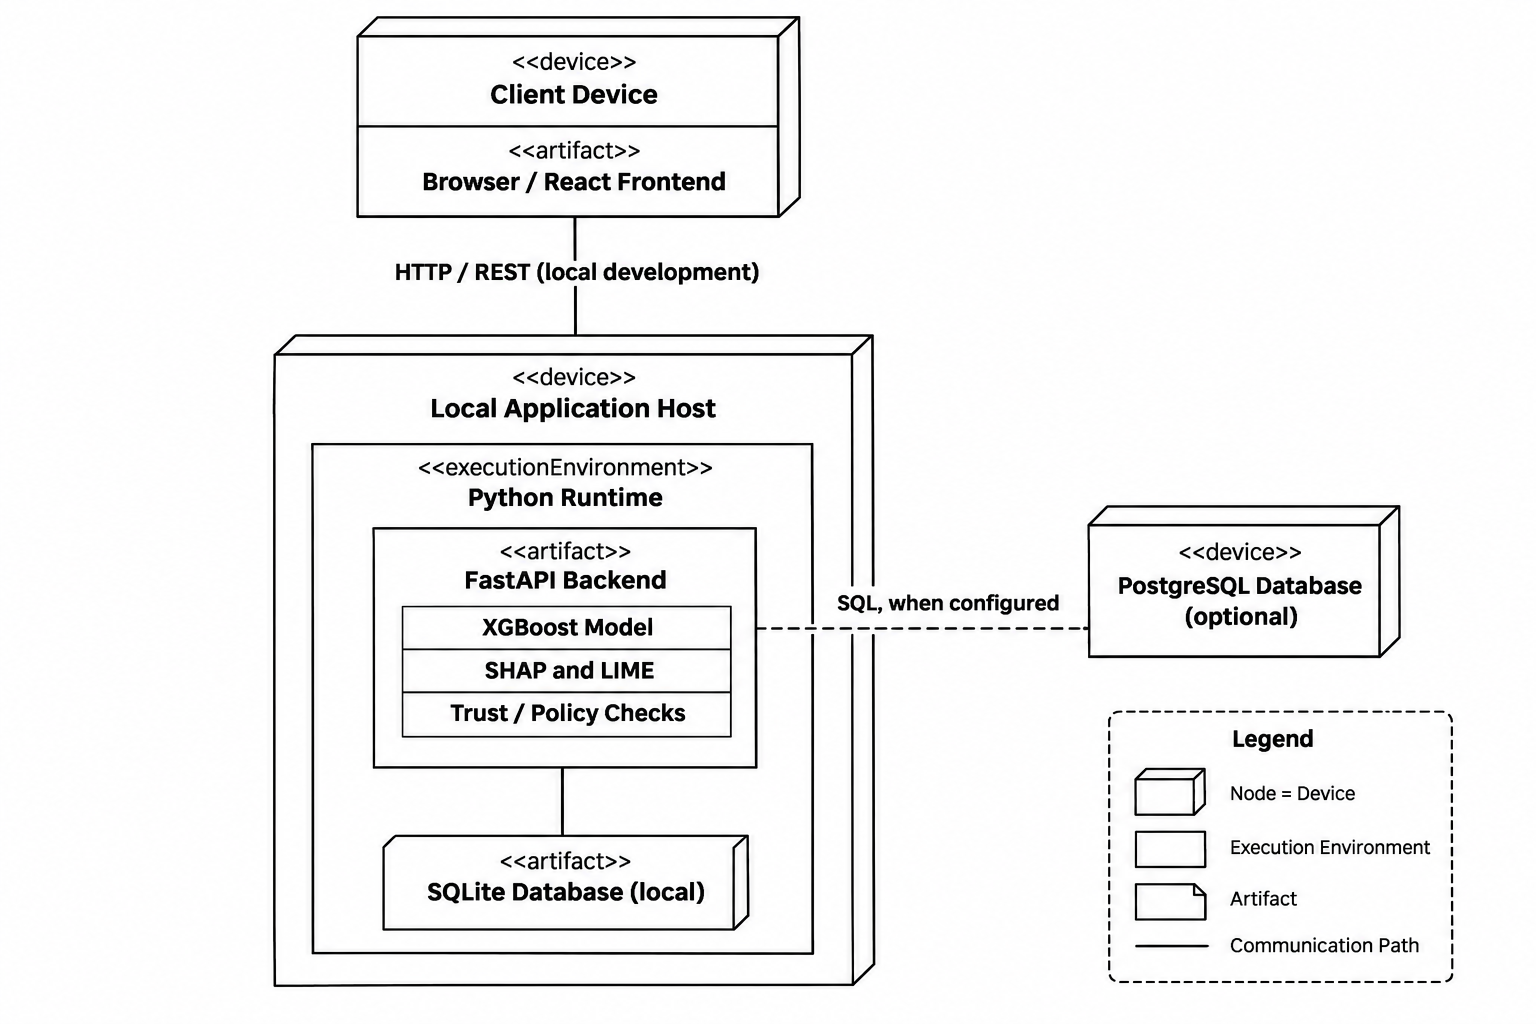 <<device>>
Client Device
<<artifact>>
Browser / React Frontend
HTTP / REST (local development)
<<device>>
Local Application Host
<<executionEnvironment>>
Python Runtime
<<artifact>>
FastAPI Backend
XGBoost Model
SHAP and LIME
Trust / Policy Checks
<<artifact>>
SQLite Database (local)
SQL, when configured
<<device>>
PostgreSQL Database
(optional)
Legend
Node = Device
Execution Environment
Artifact
Communication Path